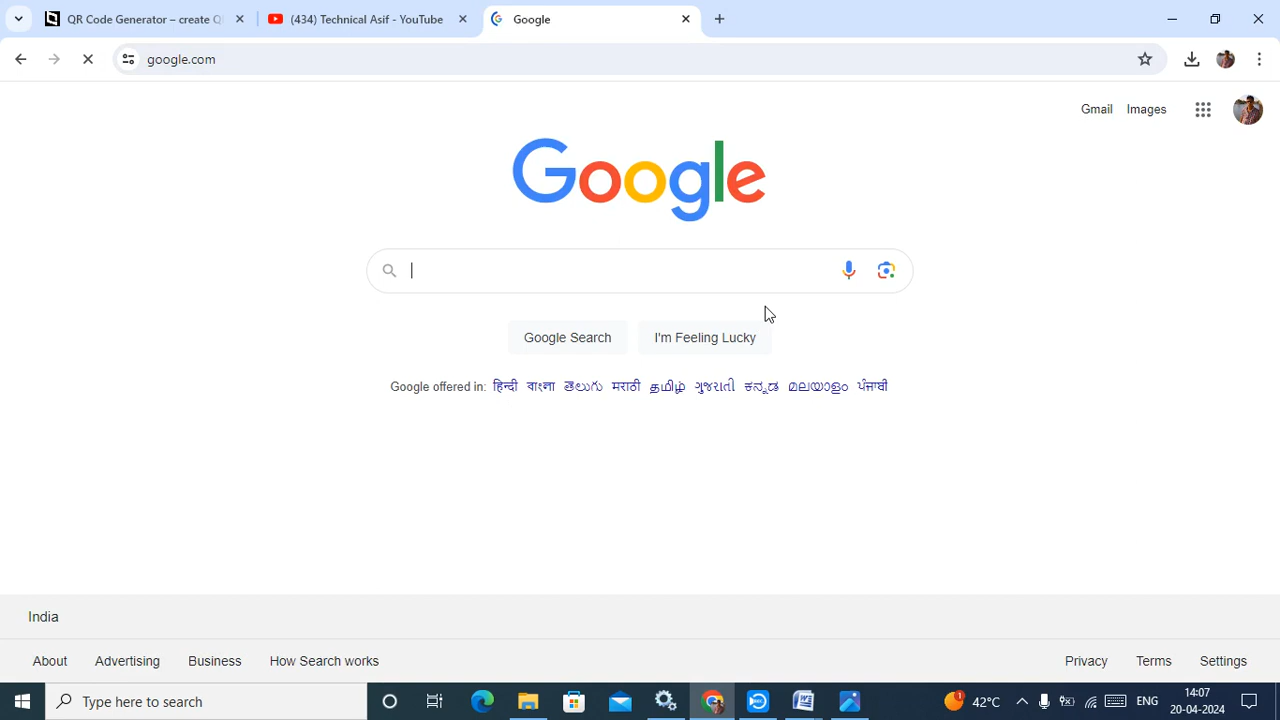 QR Code Generator – create Q
(434) Technical Asif - YouTube
Google
google.com
Gmail
Images
Google
Google Search
I'm Feeling Lucky
Google offered in: हिन्दी বাংলা తెలుగు मराठी தமிழ் ગુજરાતી ಕನ್ನಡ മലയാളം ਪੰਜਾਬੀ
India
About
Advertising
Business
How Search works
Privacy
Terms
Settings
Type here to search
1
42°C
ENG
14:07
20-04-2024